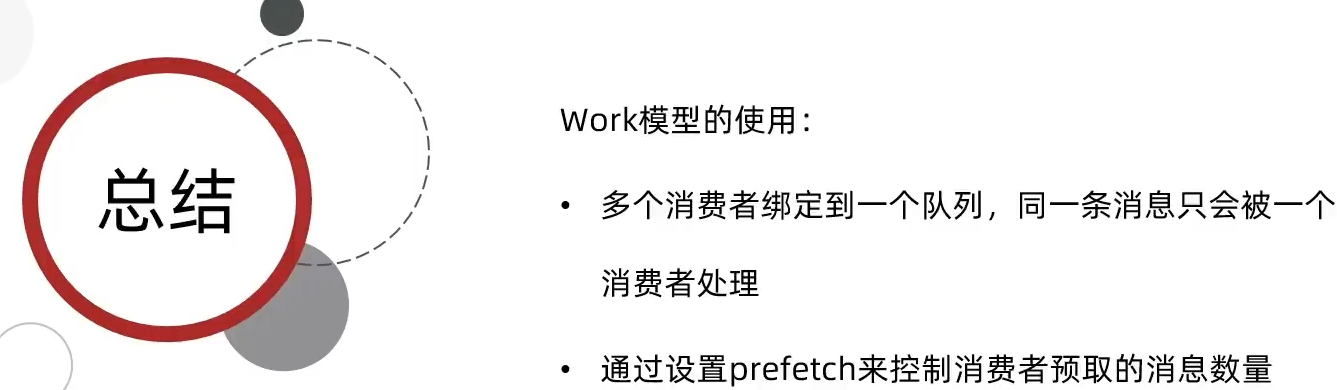 总结
Work模型的使用：
• 多个消费者绑定到一个队列，同一条消息只会被一个
消费者处理
• 通过设置prefetch来控制消费者预取的消息数量